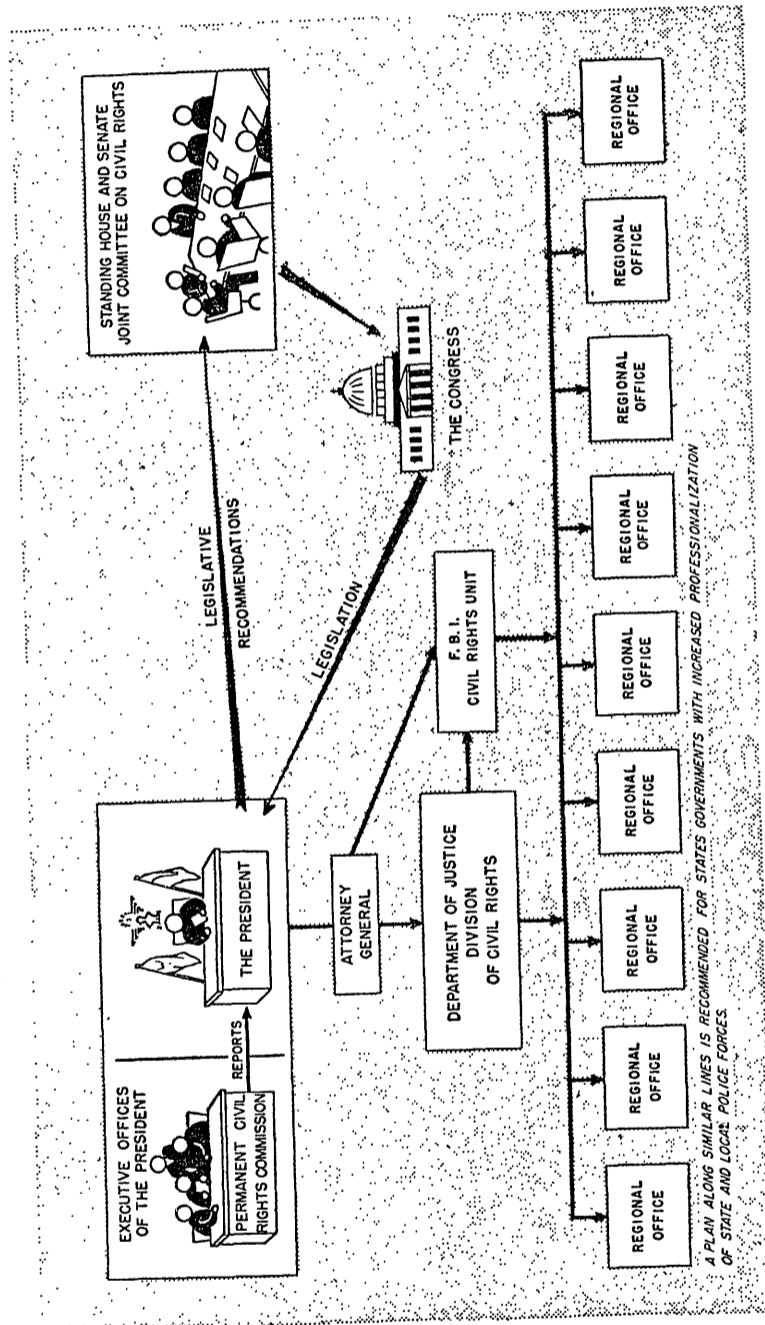 EXECUTIVE OFFICES
OF THE PRESIDENT
PERMANENT CIVIL
RIGHTS COMMISSION
REPORTS
THE PRESIDENT
LEGISLATIVE
RECOMMENDATIONS
STANDING HOUSE AND SENATE
JOINT COMMITTEE ON CIVIL RIGHTS
THE CONGRESS
LEGISLATION
ATTORNEY
GENERAL
DEPARTMENT OF JUSTICE
DIVISION
OF CIVIL RIGHTS
F. B. I.
CIVIL RIGHTS UNIT
REGIONAL
OFFICE
REGIONAL
OFFICE
REGIONAL
OFFICE
REGIONAL
OFFICE
REGIONAL
OFFICE
REGIONAL
OFFICE
REGIONAL
OFFICE
REGIONAL
OFFICE
REGIONAL
OFFICE
A PLAN ALONG SIMILAR LINES IS RECOMMENDED FOR STATES GOVERNMENTS WITH INCREASED PROFESSIONALIZATION
OF STATE AND LOCAL POLICE FORCES.